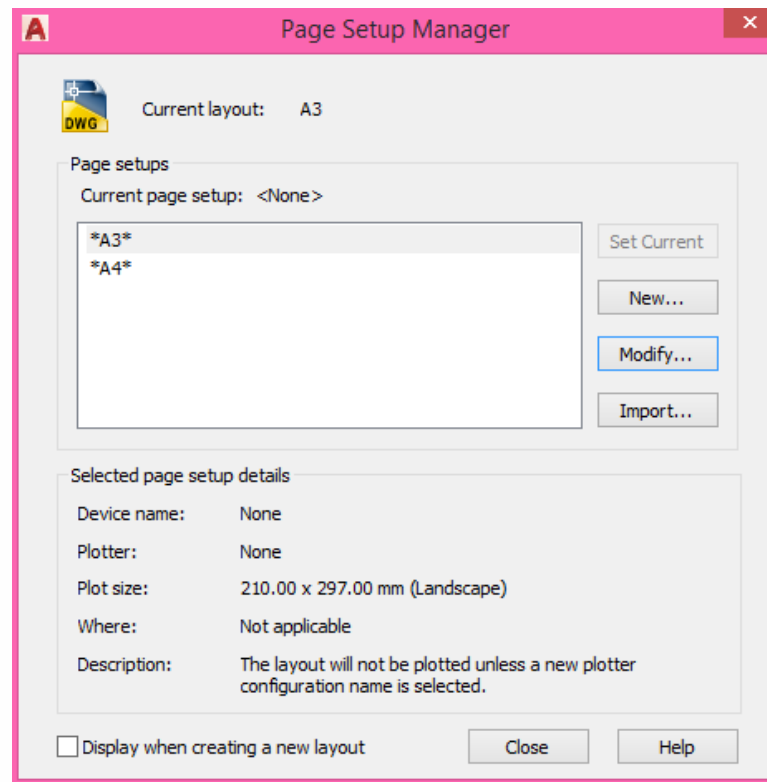 Page Setup Manager
DWG
Current layout: A3
Page setups
Current page setup: <None>
*A3*
*A4*
Set Current
New...
Modify...
Import...
Selected page setup details
Device name: None
Plotter: None
Plot size: 210.00 x 297.00 mm (Landscape)
Where: Not applicable
Description: The layout will not be plotted unless a new plotter
configuration name is selected.
Display when creating a new layout
Close
Help